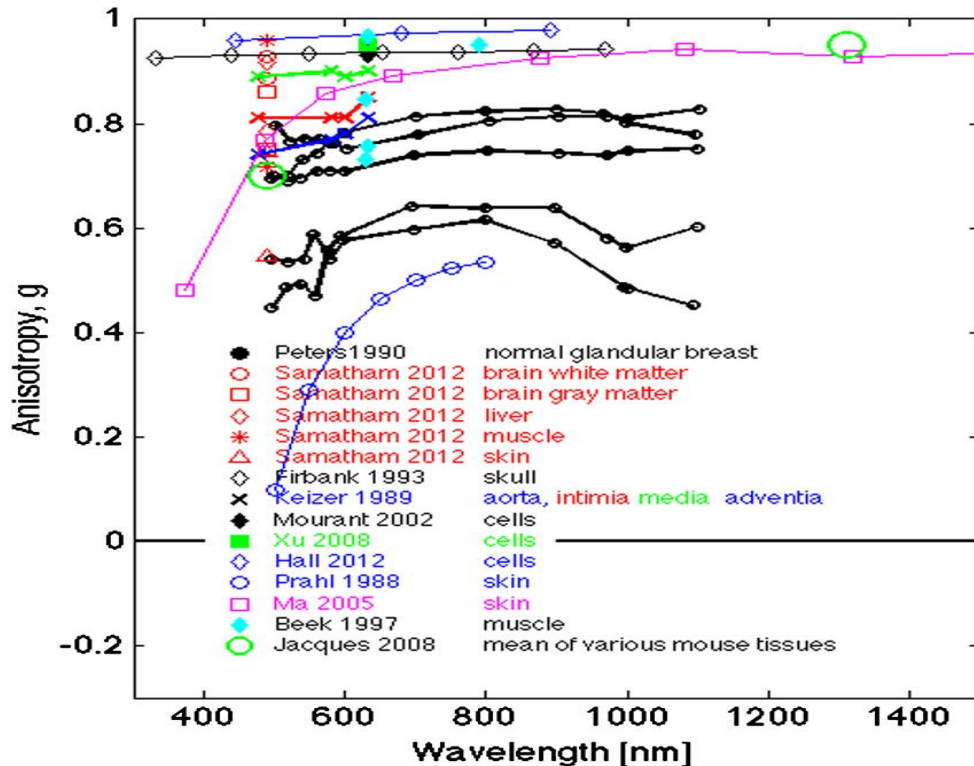 1
0.8
0.6
0.4
0.2
0
-0.2
Anisotropy, g
Peters1990 normal glandular breast
Samatham 2012 brain white matter
Samatham 2012 brain gray matter
Samatham 2012 liver
Samatham 2012 muscle
Samatham 2012 skin
Firbank 1993 skull
Keizer 1989 aorta, intimia media adventia
Mourant 2002 cells
Xu 2008 cells
Hall 2012 cells
Prahl 1988 skin
Ma 2005 skin
Beek 1997 muscle
Jacques 2008 mean of various mouse tissues
400 600 800 1000 1200 1400
Wavelength [nm]